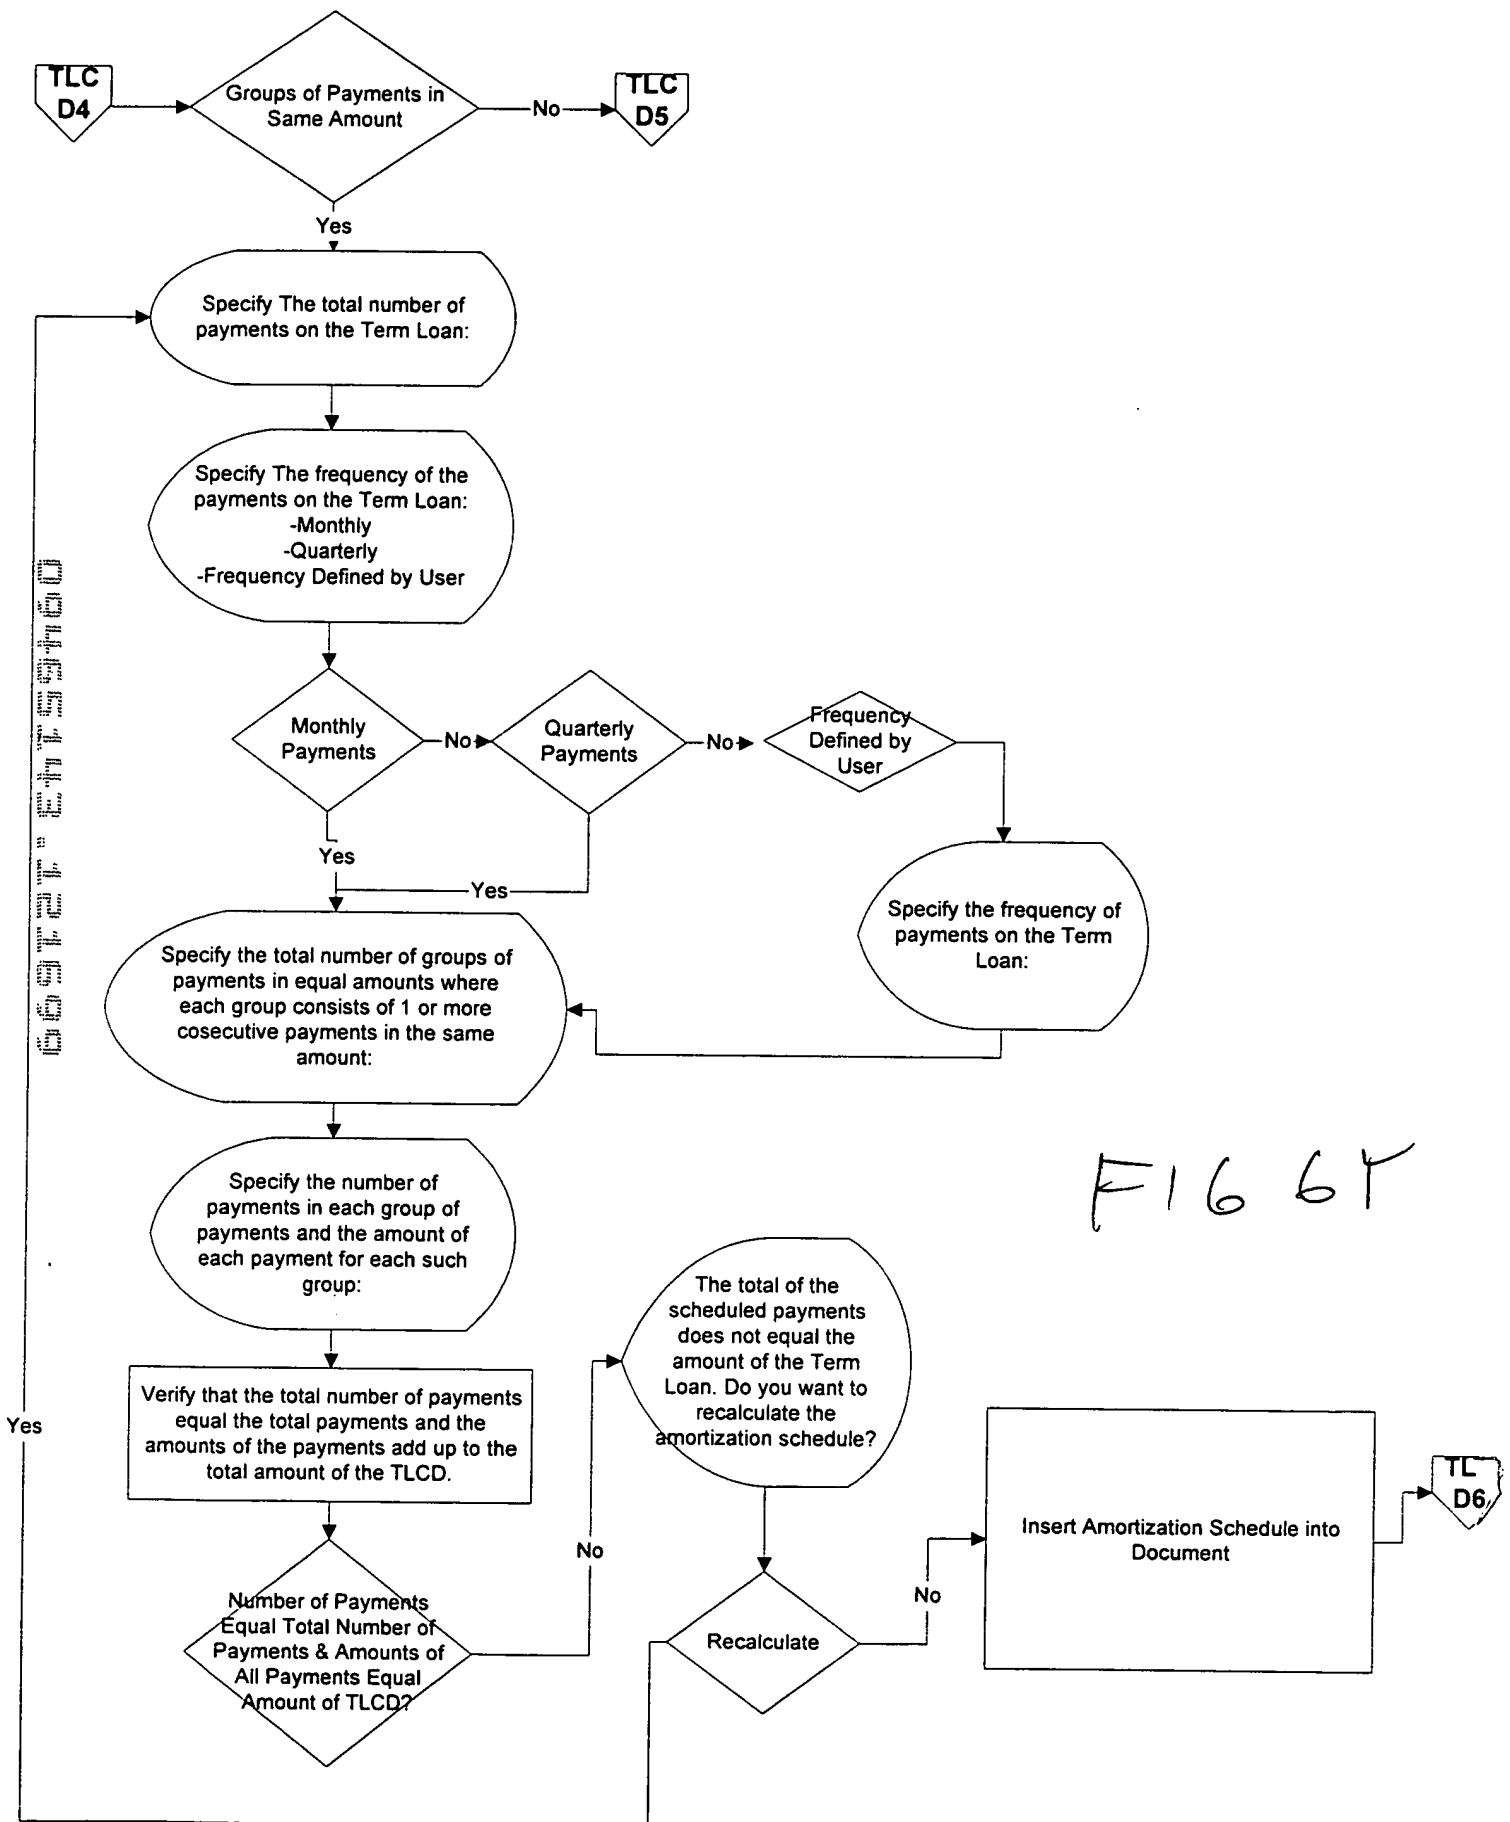 TLC
D4
Groups of Payments in
Same Amount
No
TLC
D5
Yes
Specify The total number of
payments on the Term Loan:
Specify The frequency of the
payments on the Term Loan:
-Monthly
-Quarterly
-Frequency Defined by User
Monthly
Payments
No
Quarterly
Payments
No
Frequency
Defined by
User
Yes
Yes
Specify the frequency of
payments on the Term
Loan:
Specify the total number of groups of
payments in equal amounts where
each group consists of 1 or more
cosecutive payments in the same
amount:
Specify the number of
payments in each group of
payments and the amount of
each payment for each such
group:
FIG 6Y
The total of the
scheduled payments
does not equal the
amount of the Term
Loan. Do you want to
recalculate the
amortization schedule?
Verify that the total number of payments
equal the total payments and the
amounts of the payments add up to the
total amount of the TLCD.
Yes
No
Number of Payments
Equal Total Number of
Payments & Amounts of
All Payments Equal
Amount of TLCD?
Recalculate
No
Insert Amortization Schedule into
Document
TL
D6
09465143.121699